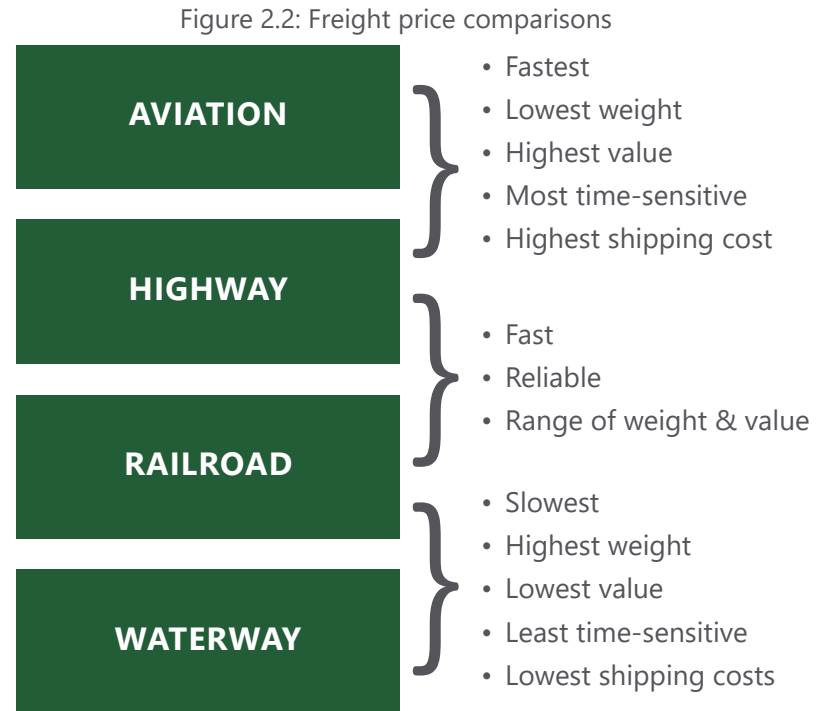 Figure 2.2: Freight price comparisons
AVIATION
• Fastest
• Lowest weight
• Highest value
• Most time-sensitive
• Highest shipping cost
HIGHWAY
• Fast
• Reliable
• Range of weight & value
RAILROAD
• Slowest
• Highest weight
• Lowest value
• Least time-sensitive
• Lowest shipping costs
WATERWAY